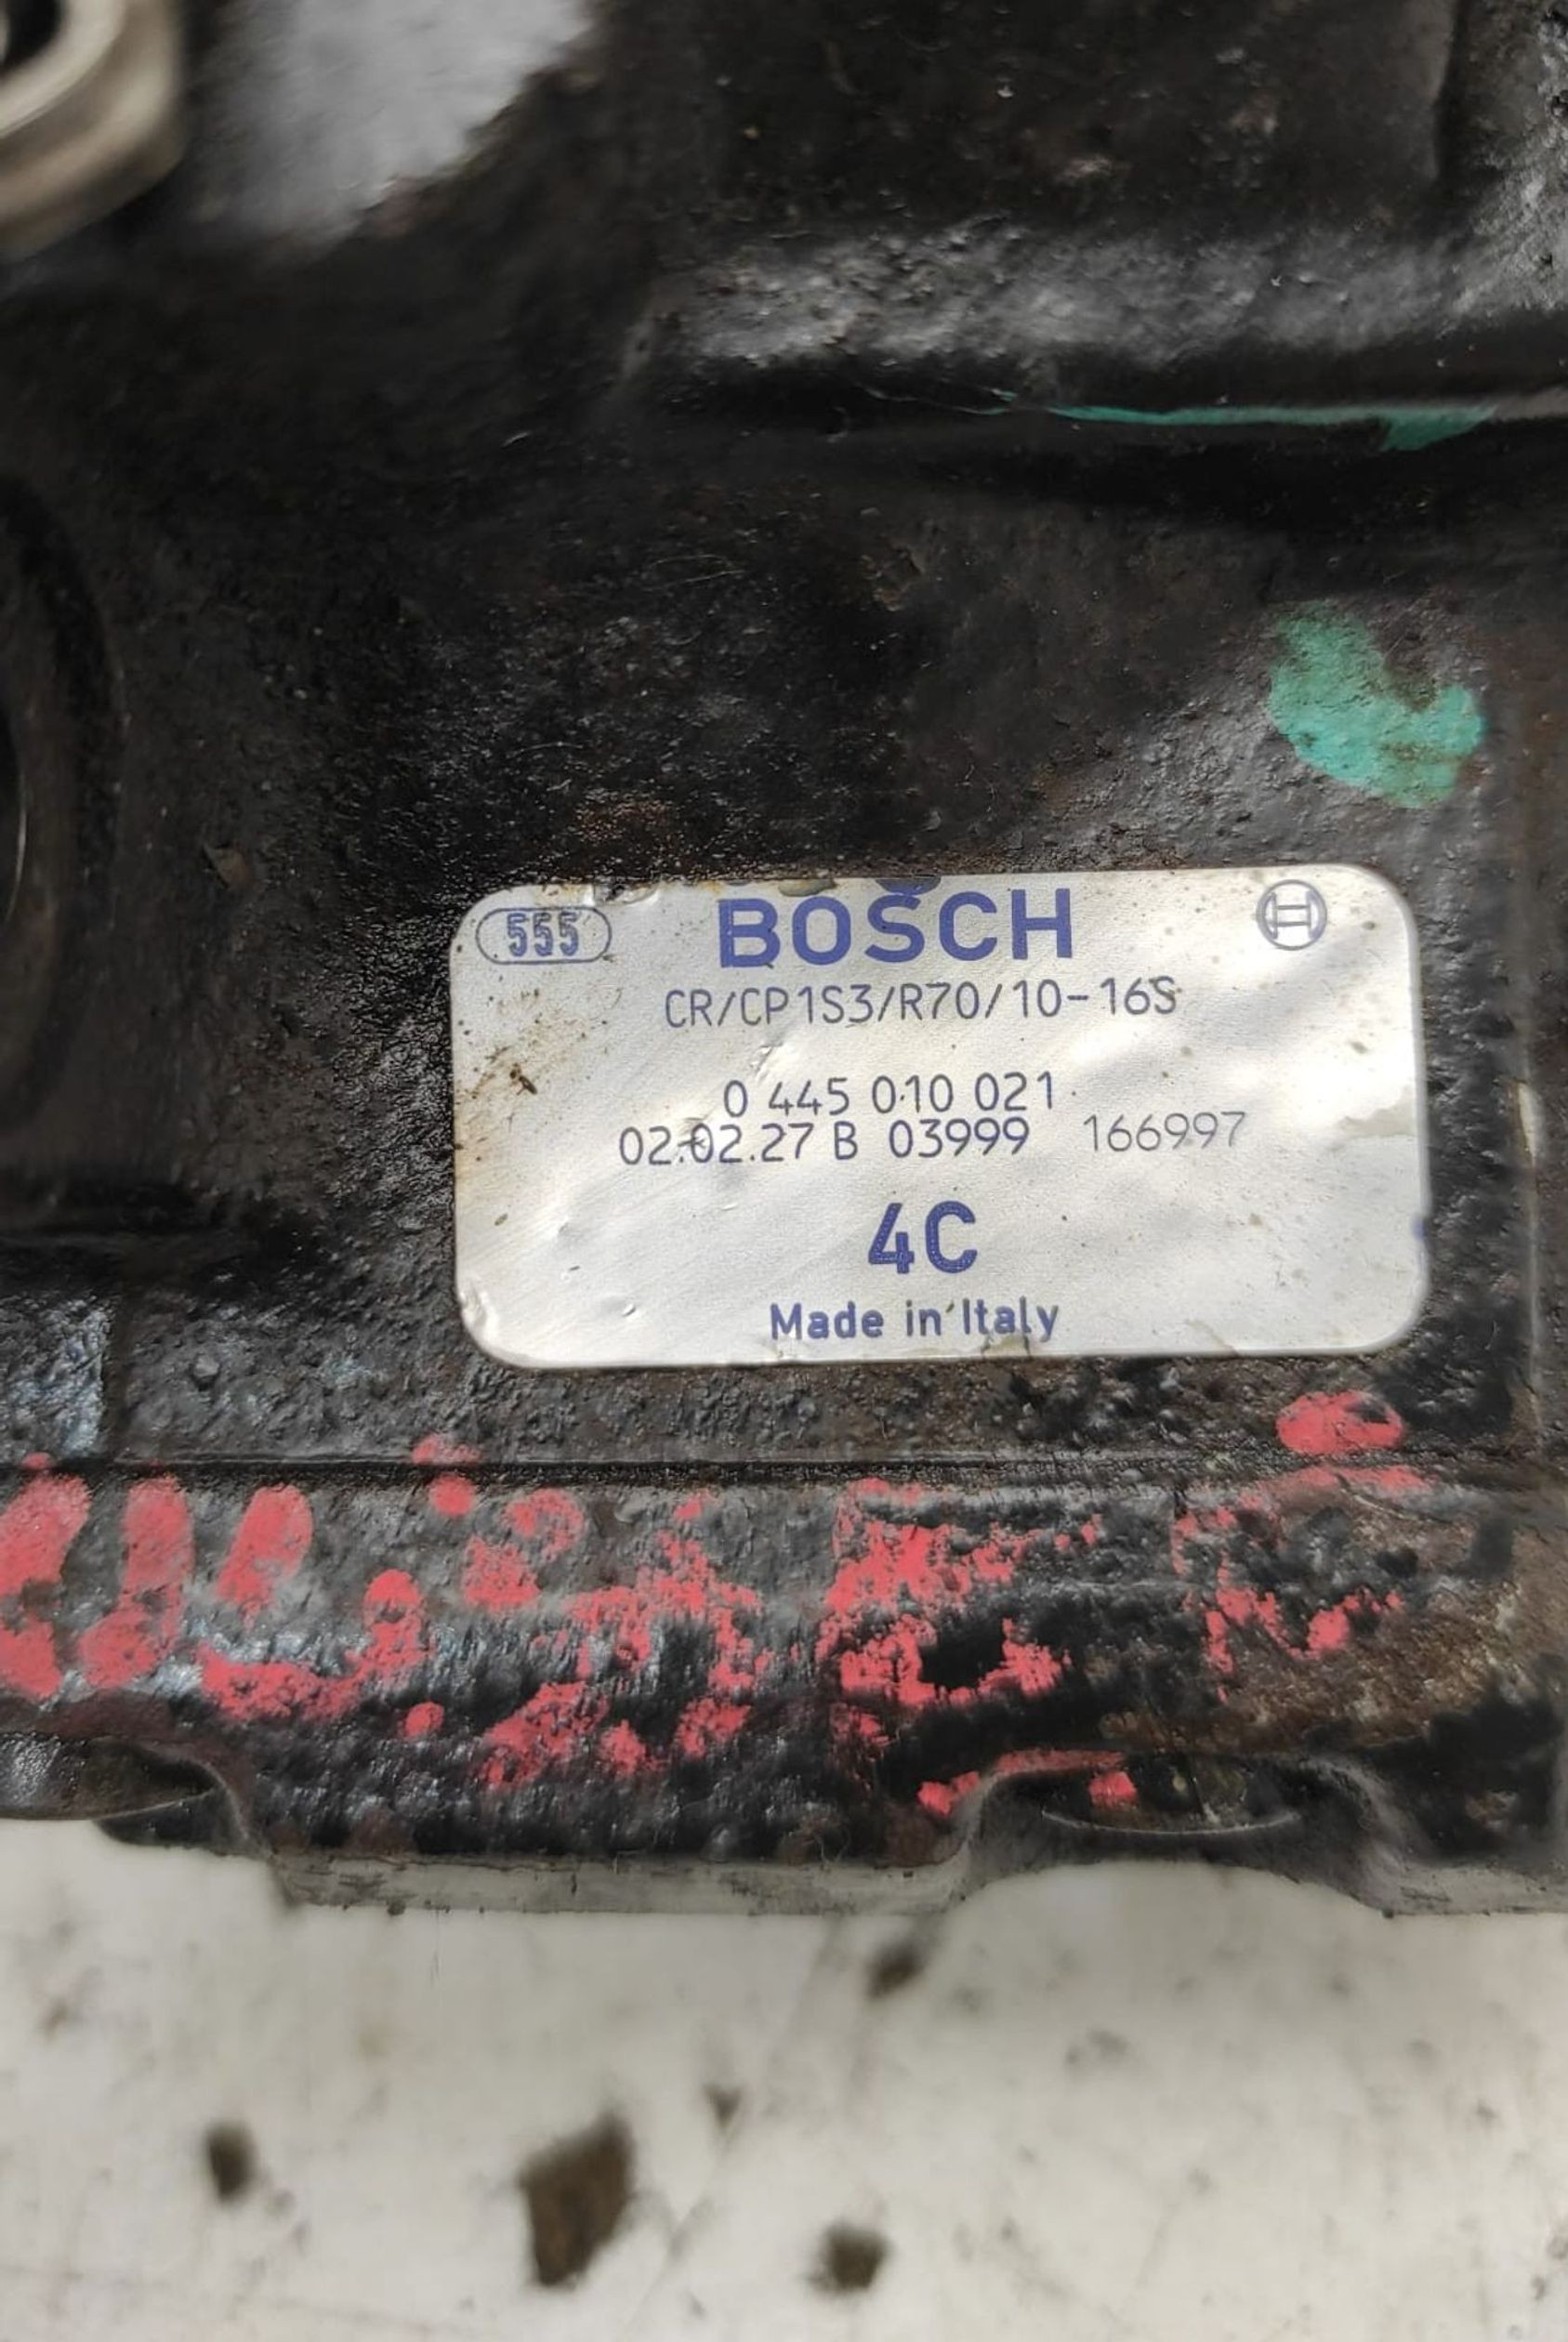 555 BOSCH
CR/CP1S3/R70/10-16S
0 445 010 021
02.02.27 B 03999 166997
4C
Made in Italy